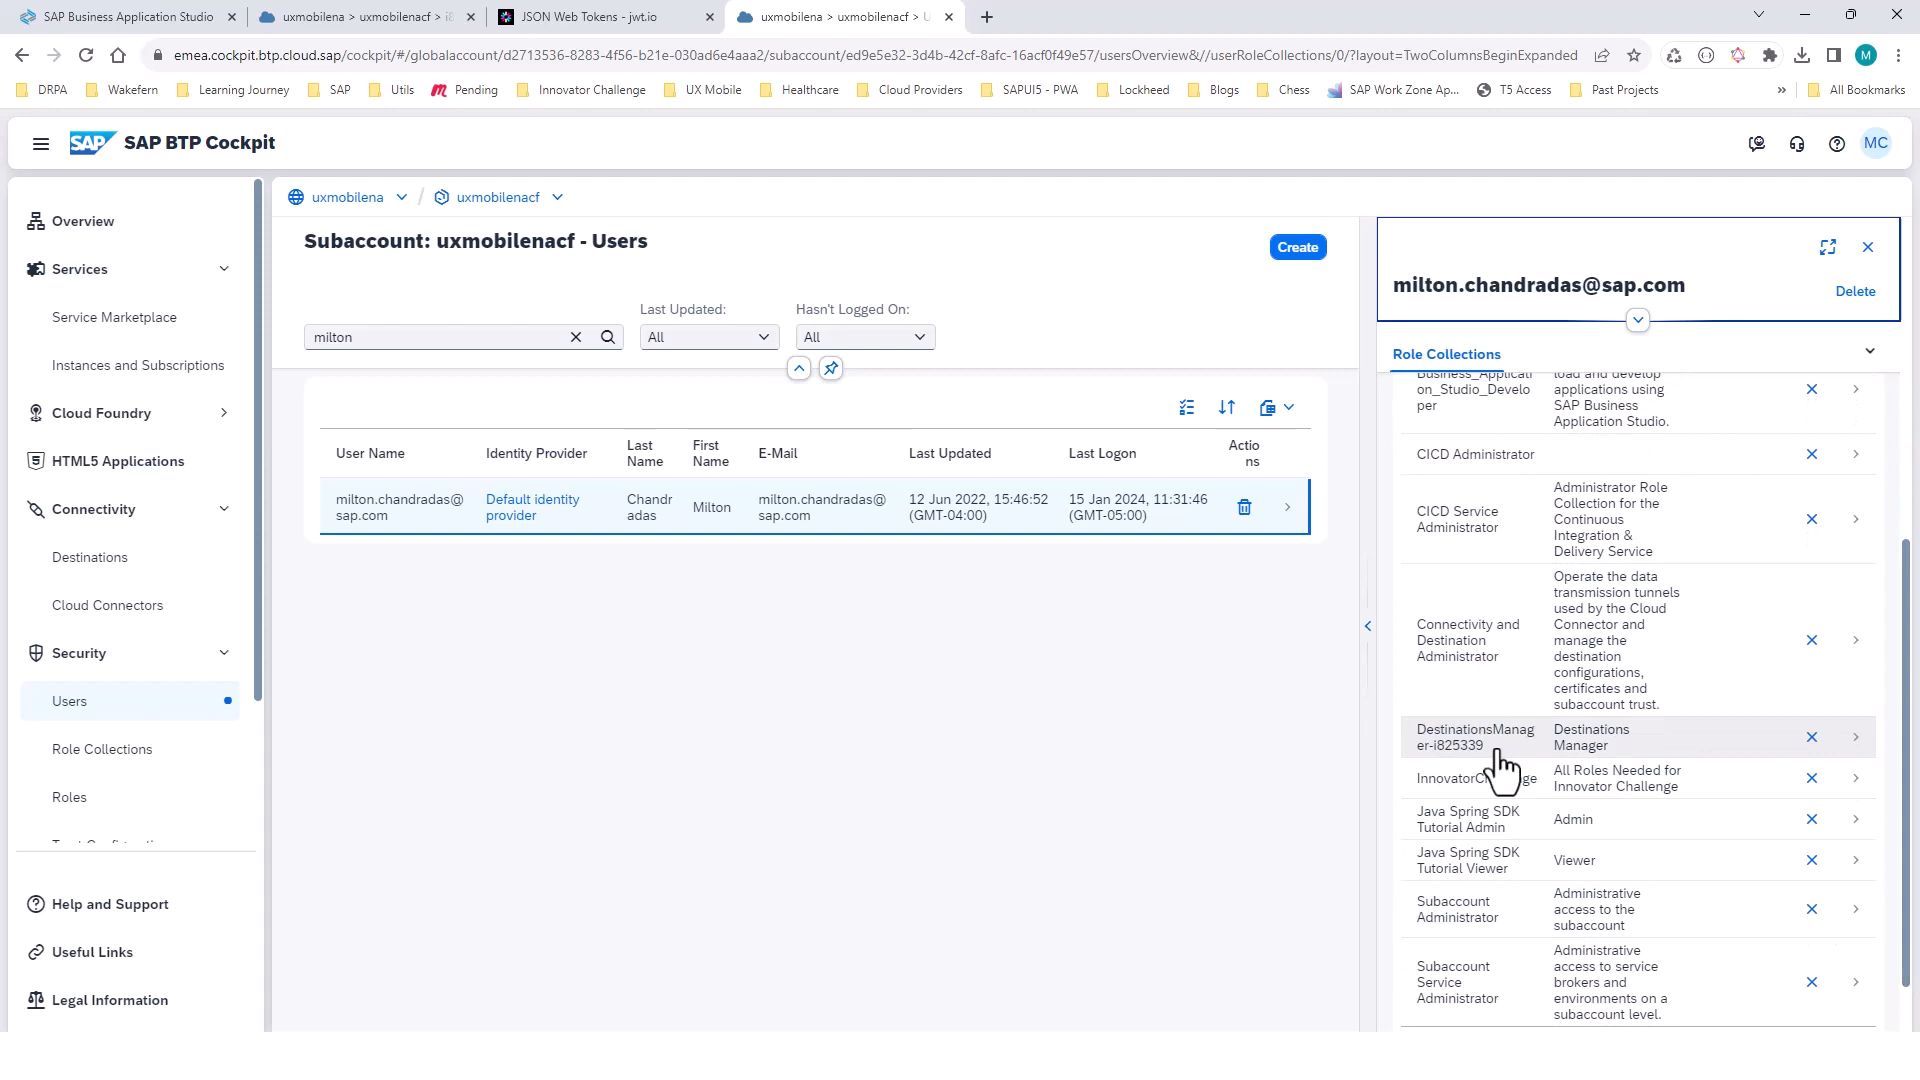 SAP Business Application Studio
uxmobilena > uxmobilenacf > i8
JSON Web Tokens - jwt.io
uxmobilena > uxmobilenacf > U
emea.cockpit.btp.cloud.sap/cockpit/#/globalaccount/d2713536-8283-4f56-b21e-030ad6e4aaa2/subaccount/ed9e5e32-3d4b-42cf-8afc-16acf0f49e57/usersOverview&//userRoleCollections/0/?layout=TwoColumnsBeginExpanded
M
DRPA
Wakefern
Learning Journey
SAP
Utils
Pending
Innovator Challenge
UX Mobile
Healthcare
Cloud Providers
SAPUI5 - PWA
Lockheed
Blogs
Chess
SAP Work Zone Ap...
T5 Access
Past Projects
»
All Bookmarks
SAP
SAP BTP Cockpit
MC
Overview
Services
Service Marketplace
Instances and Subscriptions
Cloud Foundry
HTML5 Applications
Connectivity
Destinations
Cloud Connectors
Security
Users
Role Collections
Roles
Help and Support
Useful Links
Legal Information
uxmobilena / uxmobilenacf
Subaccount: uxmobilenacf - Users
Create
Last Updated:
Hasn't Logged On:
milton
All
All
User Name
Identity Provider
Last
Name
First
Name
E-Mail
Last Updated
Last Logon
Actio
ns
milton.chandradas@
sap.com
Default identity
provider
Chandr
adas
Milton
milton.chandradas@
sap.com
12 Jun 2022, 15:46:52
(GMT-04:00)
15 Jan 2024, 11:31:46
(GMT-05:00)
milton.chandradas@sap.com
Delete
Role Collections
Business_Applicati
on_Studio_Develo
per
load and develop
applications using
SAP Business
Application Studio.
CICD Administrator
CICD Service
Administrator
Administrator Role
Collection for the
Continuous
Integration &
Delivery Service
Connectivity and
Destination
Administrator
Operate the data
transmission tunnels
used by the Cloud
Connector and
manage the
destination
configurations,
certificates and
subaccount trust.
DestinationsManag
er-i825339
Destinations
Manager
All Roles Needed for
Innovator Challenge
Java Spring SDK
Tutorial Admin
Admin
Java Spring SDK
Tutorial Viewer
Viewer
Subaccount
Administrator
Administrative
access to the
subaccount
Subaccount
Service
Administrator
Administrative
access to service
brokers and
environments on a
subaccount level.